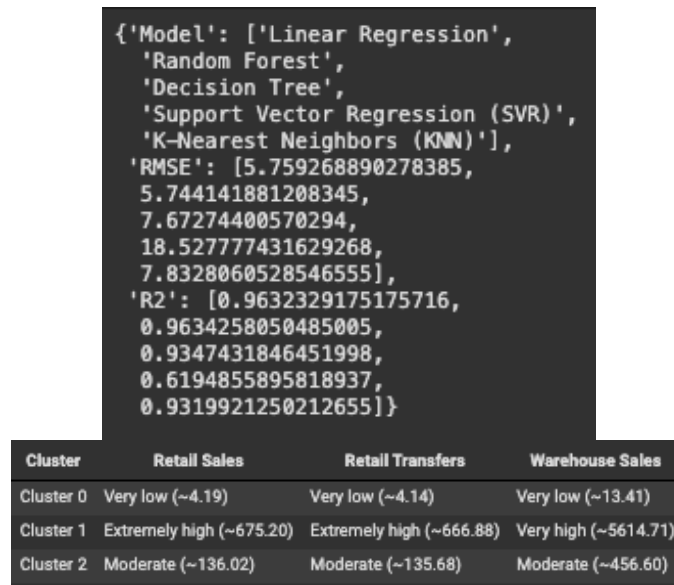 {'Model': ['Linear Regression',
'Random Forest',
'Decision Tree',
'Support Vector Regression (SVR)',
'K-Nearest Neighbors (KNN)'],
'RMSE': [5.759268890278385,
5.744141881208345,
7.67274400570294,
18.527777431629268,
7.8328060528546555],
'R2': [0.9632329175175716,
0.9634258050485005,
0.9347431846451998,
0.6194855895818937,
0.9319921250212655]}
Cluster Retail Sales Retail Transfers Warehouse Sales
Cluster 0 Very low (~4.19) Very low (~4.14) Very low (~13.41)
Cluster 1 Extremely high (~675.20) Extremely high (~666.88) Very high (~5614.71)
Cluster 2 Moderate (~136.02) Moderate (~135.68) Moderate (~456.60)